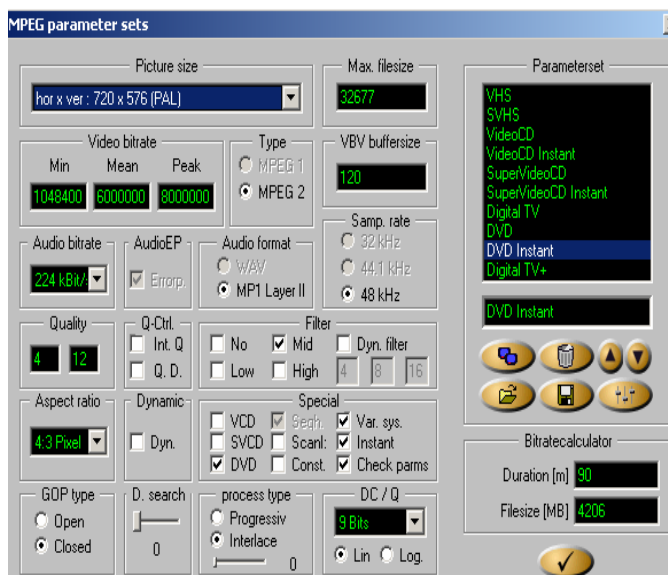 MPEG parameter sets
Picture size
hor x ver : 720 x 576 (PAL)
Max. filesize
32677
Parameterset
VHS
SVHS
VideoCD
VideoCD Instant
SuperVideoCD
SuperVideoCD Instant
Digital TV
DVD
DVD Instant
Digital TV+
DVD Instant
Video bitrate
Min Mean Peak
1048400 6000000 8000000
Type
MPEG 1
MPEG 2
VBV buffersize
120
Audio bitrate
224 kBit/
AudioEP
Errorp.
Audio format
WAV
MP1 Layer II
Samp. rate
32 kHz
44.1 kHz
48 kHz
Quality
4 12
Q-Ctrl.
Int. Q
Q. D.
Filter
No Mid Dyn. filter
Low High 4 8 16
Aspect ratio
4:3 Pixel
Dynamic
Dyn.
Special
VCD Segh. Var. sys.
SVCD Scanl: Instant
DVD Const. Check parms
Bitratecalculator
Duration [m] 90
Filesize [MB] 4206
GOP type
Open
Closed
D. search
0
process type
Progressiv
Interlace
0
DC / Q
9 Bits
Lin Log.